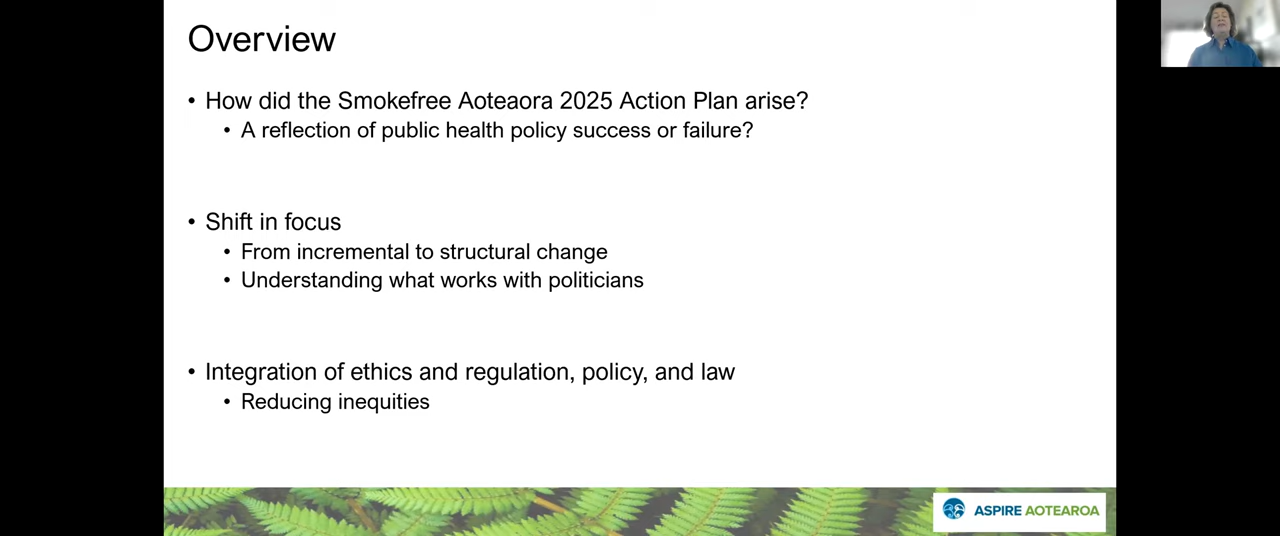 Overview
• How did the Smokefree Aoteaora 2025 Action Plan arise?
• A reflection of public health policy success or failure?
• Shift in focus
• From incremental to structural change
• Understanding what works with politicians
• Integration of ethics and regulation, policy, and law
• Reducing inequities
ASPIRE AOTEAROA